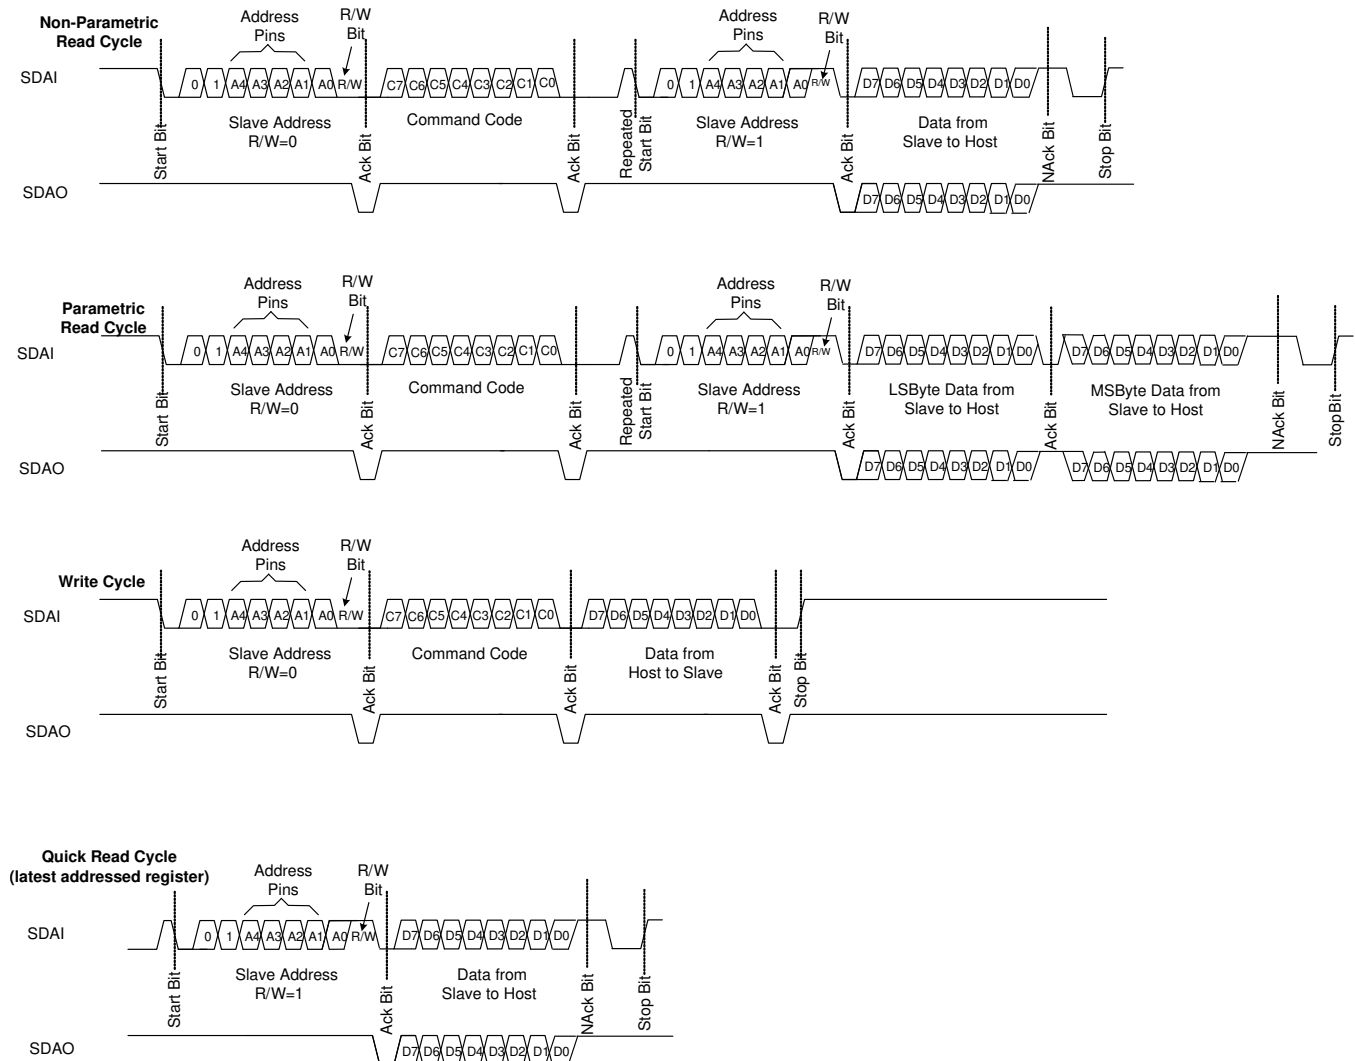 Non-Parametric
Read Cycle
Address
Pins
R/W
Bit
Address
Pins
R/W
Bit
SDAI
0 1 A4 A3 A2 A1 A0 R/W C7 C6 C5 C4 C3 C2 C1 C0 0 1 A4 A3 A2 A1 A0 R/W D7 D6 D5 D4 D3 D2 D1 D0
Start Bit
Slave Address
R/W=0
Ack Bit
Command Code
Ack Bit
Repeated
Start Bit
Slave Address
R/W=1
Ack Bit
Data from
Slave to Host
NAck Bit
Stop Bit
SDAO
D7 D6 D5 D4 D3 D2 D1 D0
Parametric
Read Cycle
Address
Pins
R/W
Bit
Address
Pins
R/W
Bit
SDAI
0 1 A4 A3 A2 A1 A0 R/W C7 C6 C5 C4 C3 C2 C1 C0 0 1 A4 A3 A2 A1 A0 R/W D7 D6 D5 D4 D3 D2 D1 D0 D7 D6 D5 D4 D3 D2 D1 D0
Start Bit
Slave Address
R/W=0
Ack Bit
Command Code
Ack Bit
Repeated
Start Bit
Slave Address
R/W=1
Ack Bit
LSByte Data from
Slave to Host
Ack Bit
MSByte Data from
Slave to Host
NAck Bit
Stop Bit
SDAO
D7 D6 D5 D4 D3 D2 D1 D0 D7 D6 D5 D4 D3 D2 D1 D0
Write Cycle
Address
Pins
R/W
Bit
SDAI
0 1 A4 A3 A2 A1 A0 R/W C7 C6 C5 C4 C3 C2 C1 C0 D7 D6 D5 D4 D3 D2 D1 D0
Start Bit
Slave Address
R/W=0
Ack Bit
Command Code
Ack Bit
Data from
Host to Slave
Ack Bit
Stop Bit
SDAO
Quick Read Cycle
(latest addressed register)
Address
Pins
R/W
Bit
SDAI
0 1 A4 A3 A2 A1 A0 R/W D7 D6 D5 D4 D3 D2 D1 D0
Start Bit
Slave Address
R/W=1
Ack Bit
Data from
Slave to Host
NAck Bit
Stop Bit
SDAO
D7 D6 D5 D4 D3 D2 D1 D0